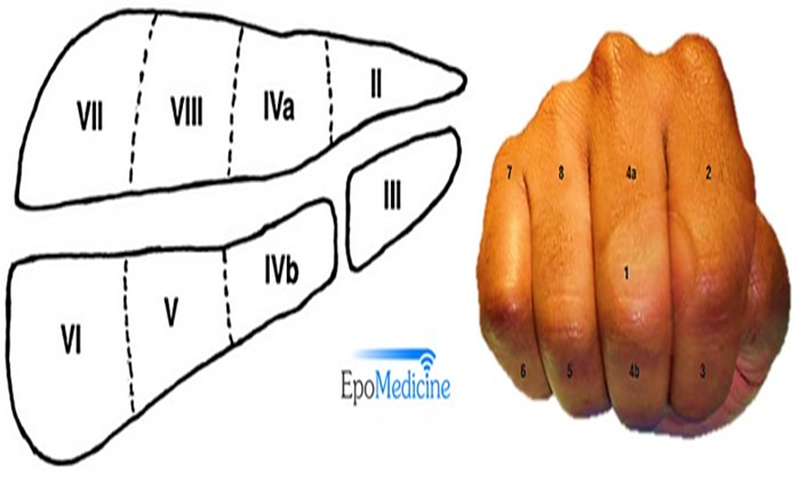 VII VIII IVa II
III
VI V IVb
EpoMedicine
7 8 4a 2
1
6 5 4b 3